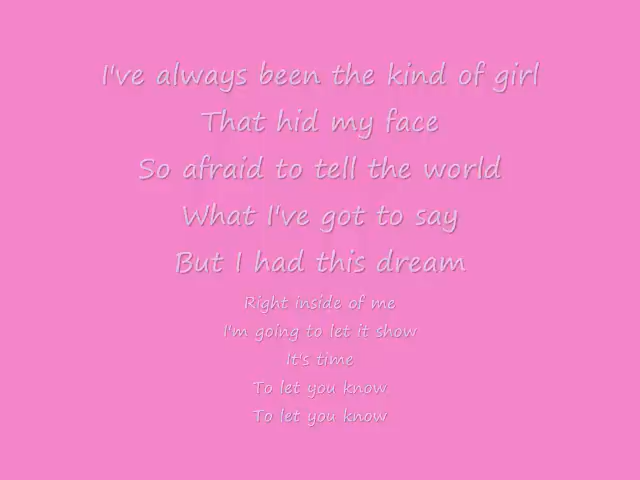 I've always been the kind of girl
That hid my face
So afraid to tell the world
What I've got to say
But I had this dream
Right inside of me
I'm going to let it show
It's time
To let you know
To let you know